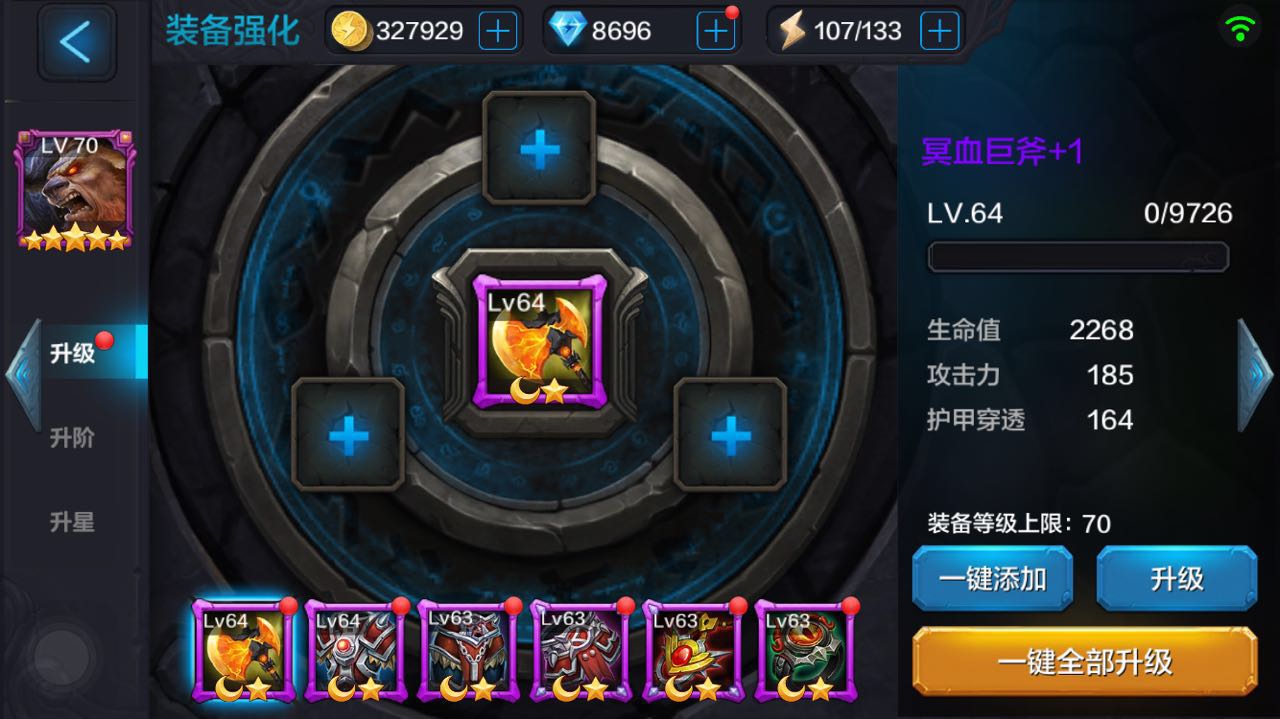 装备强化
327929
8696
107/133
LV 70
升级
升阶
升星
Lv64
冥血巨斧+1
LV.64 0/9726
生命值 2268
攻击力 185
护甲穿透 164
装备等级上限：70
一键添加 升级
一键全部升级
Lv64 Lv64 Lv63 Lv63 Lv63 Lv63